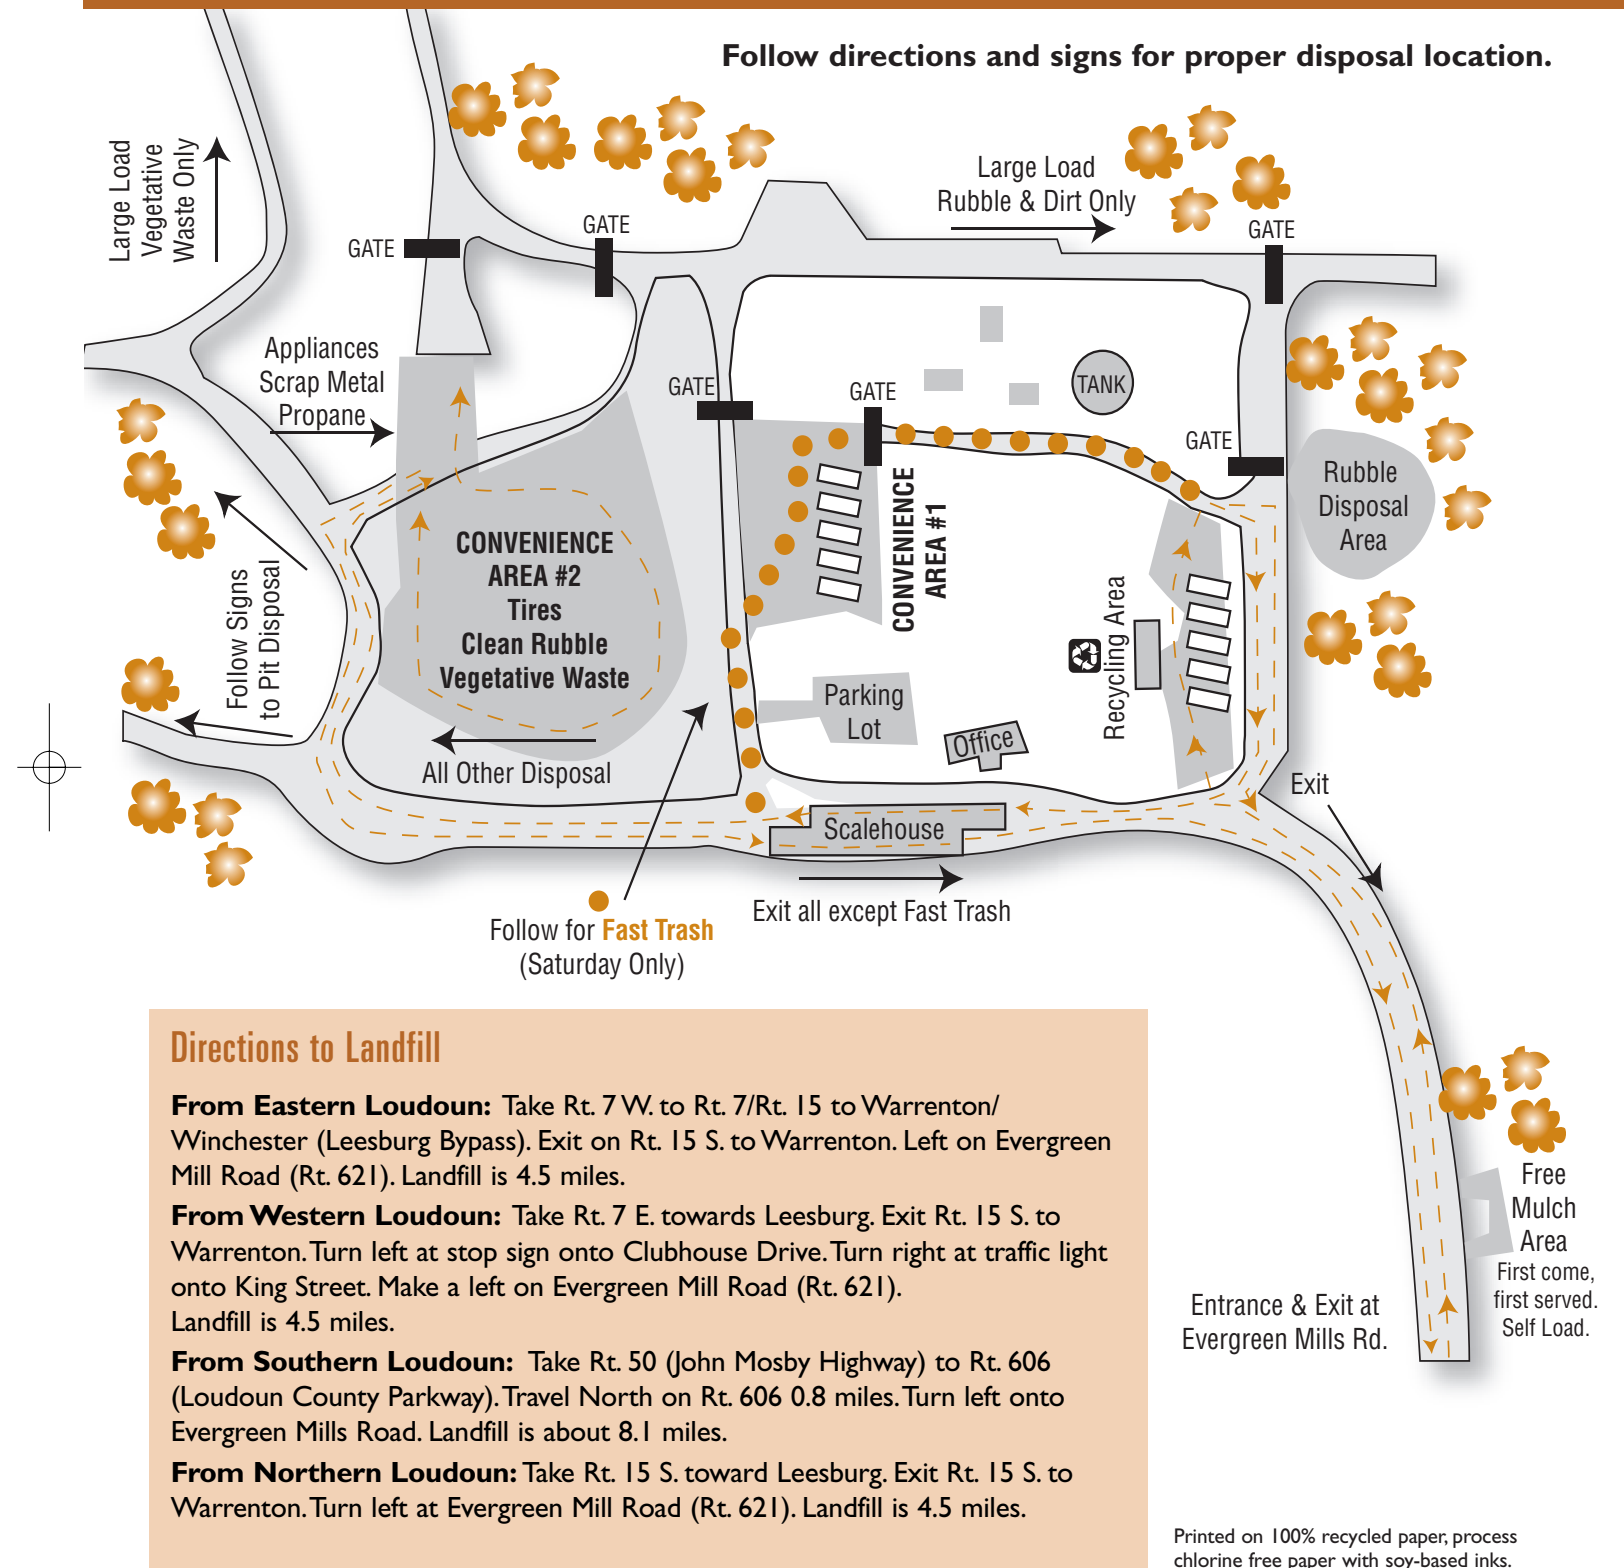 Follow directions and signs for proper disposal location.
Large Load
Vegetative
Waste Only
Large Load
Rubble & Dirt Only
GATE
GATE
GATE
Appliances
Scrap Metal
Propane
GATE
GATE
TANK
GATE
Rubble
Disposal
Area
CONVENIENCE
AREA #1
CONVENIENCE
AREA #2
Tires
Clean Rubble
Vegetative Waste
Follow Signs
to Pit Disposal
Recycling Area
Parking
Lot
Office
All Other Disposal
Exit
Scalehouse
Exit all except Fast Trash
Follow for Fast Trash
(Saturday Only)
Directions to Landfill
From Eastern Loudoun: Take Rt. 7 W. to Rt. 7/Rt. 15 to Warrenton/
Winchester (Leesburg Bypass). Exit on Rt. 15 S. to Warrenton. Left on Evergreen
Mill Road (Rt. 621). Landfill is 4.5 miles.
From Western Loudoun: Take Rt. 7 E. towards Leesburg. Exit Rt. 15 S. to
Warrenton. Turn left at stop sign onto Clubhouse Drive. Turn right at traffic light
onto King Street. Make a left on Evergreen Mill Road (Rt. 621).
Landfill is 4.5 miles.
From Southern Loudoun: Take Rt. 50 (John Mosby Highway) to Rt. 606
(Loudoun County Parkway). Travel North on Rt. 606 0.8 miles. Turn left onto
Evergreen Mills Road. Landfill is about 8.1 miles.
From Northern Loudoun: Take Rt. 15 S. toward Leesburg. Exit Rt. 15 S. to
Warrenton. Turn left at Evergreen Mill Road (Rt. 621). Landfill is 4.5 miles.
Free
Mulch
Area
First come,
first served.
Self Load.
Entrance & Exit at
Evergreen Mills Rd.
Printed on 100% recycled paper, process
chlorine free paper with soy-based inks.